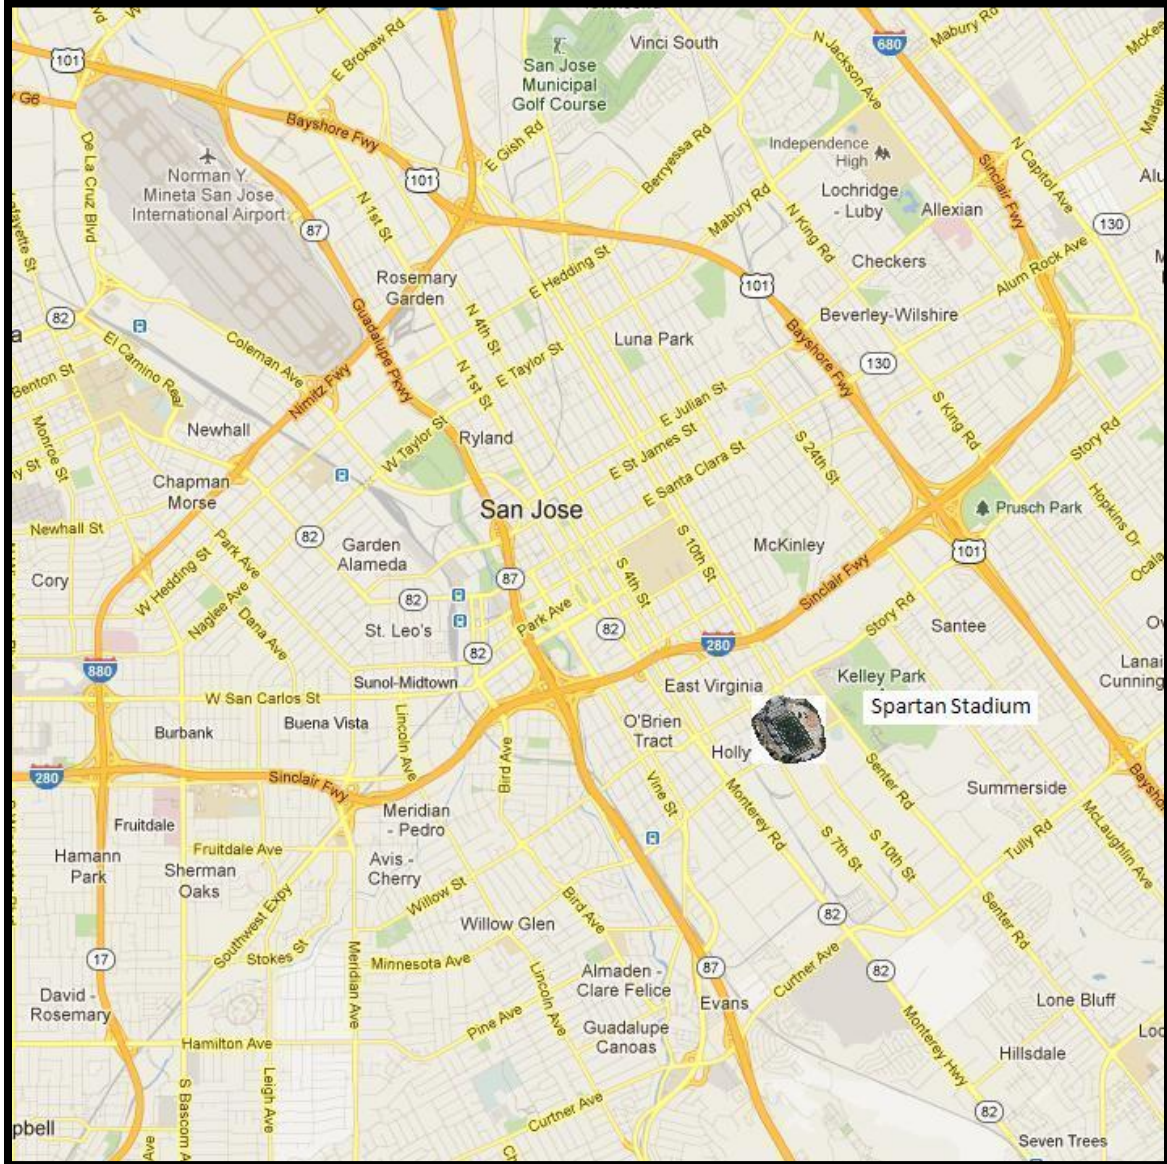 101
E Brokaw Rd
Vinci South
N Jackson Ave
680
Mabury Rd
G6
San Jose
Municipal
Golf Course
Bayshore Fwy
E Gish Rd
Berryessa Rd
Independence
High
Sinclair Fwy
N Capitol Ave
De La Cruz Blvd
Norman Y.
Mineta San Jose
International Airport
101
N 1st St
Mabury Rd
N King Rd
Lochridge
- Luby
Allexian
130
87
Rosemary
Garden
E Hedding St
Checkers
Alum Rock Ave
101
82
Guadalupe Pkwy
N 4th St
Luna Park
Beverley-Wilshire
Bayshore Fwy
El Camino Real
Coleman Ave
Nimitz Fwy
N 1st St
E Taylor St
130
Benton St
Monroe St
Newhall
W Taylor St
Ryland
E Julian St
E St James St
S 24th St
S King Rd
Story Rd
Chapman
Morse
San Jose
E Santa Clara St
Prusch Park
Hopkins Dr
Newhall St
82
Garden
Alameda
S 10th St
McKinley
101
Cory
W Hedding St
Park Ave
Naglee Ave
Dana Ave
82
87
S 4th St
Sinclair Fwy
St. Leo's
Park Ave
82
Story Rd
Santee
880
82
280
W San Carlos St
Sunol-Midtown
East Virginia
Kelley Park
Spartan Stadium
Burbank
Buena Vista
Lincoln Ave
Bird Ave
O'Brien
Tract
Holly
280
Sinclair Fwy
Vine St
Monterey Rd
Senter Rd
Summerside
Fruitdale
Meridian
- Pedro
S 7th St
S 10th St
Tully Rd
McLaughlin Ave
Hamann
Park
Fruitdale Ave
Sherman
Oaks
Avis -
Cherry
Willow St
Southwest Expy
Stokes St
Willow Glen
Bird Ave
82
Senter Rd
17
Meridian Ave
Minnesota Ave
Lincoln Ave
Almaden -
Clare Felice
87
Curtner Ave
82
David -
Rosemary
Evans
Lone Bluff
Pine Ave
Guadalupe
Canoas
Monterey Hwy
Hamilton Ave
Hillsdale
S Bascom A
Leigh Ave
Curtner Ave
82
pbell
Seven Trees